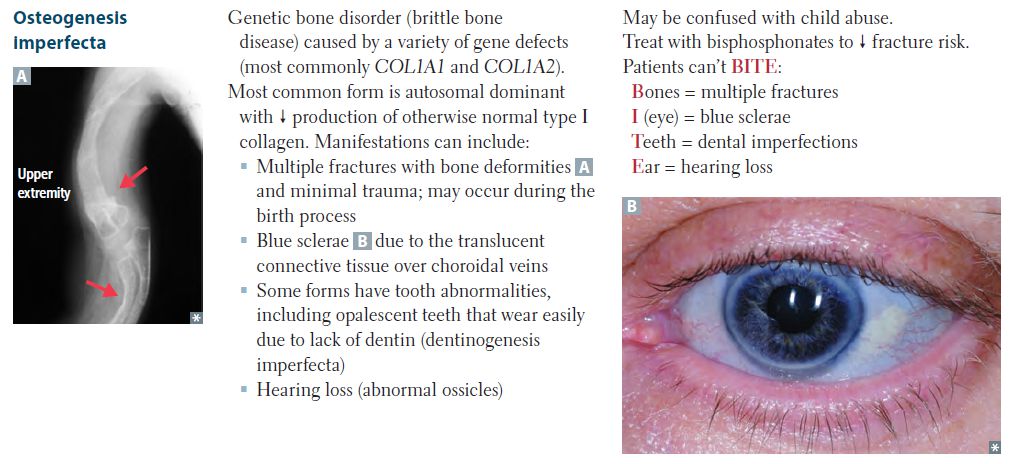 Osteogenesis
imperfecta
A
Upper
extremity
*
Genetic bone disorder (brittle bone
disease) caused by a variety of gene defects
(most commonly COL1A1 and COL1A2).
Most common form is autosomal dominant
with ↓ production of otherwise normal type I
collagen. Manifestations can include:
▪ Multiple fractures with bone deformities A
and minimal trauma; may occur during the
birth process
▪ Blue sclerae B due to the translucent
connective tissue over choroidal veins
▪ Some forms have tooth abnormalities,
including opalescent teeth that wear easily
due to lack of dentin (dentinogenesis
imperfecta)
▪ Hearing loss (abnormal ossicles)
May be confused with child abuse.
Treat with bisphosphonates to ↓ fracture risk.
Patients can't BITE:
Bones = multiple fractures
I (eye) = blue sclerae
Teeth = dental imperfections
Ear = hearing loss
B
*